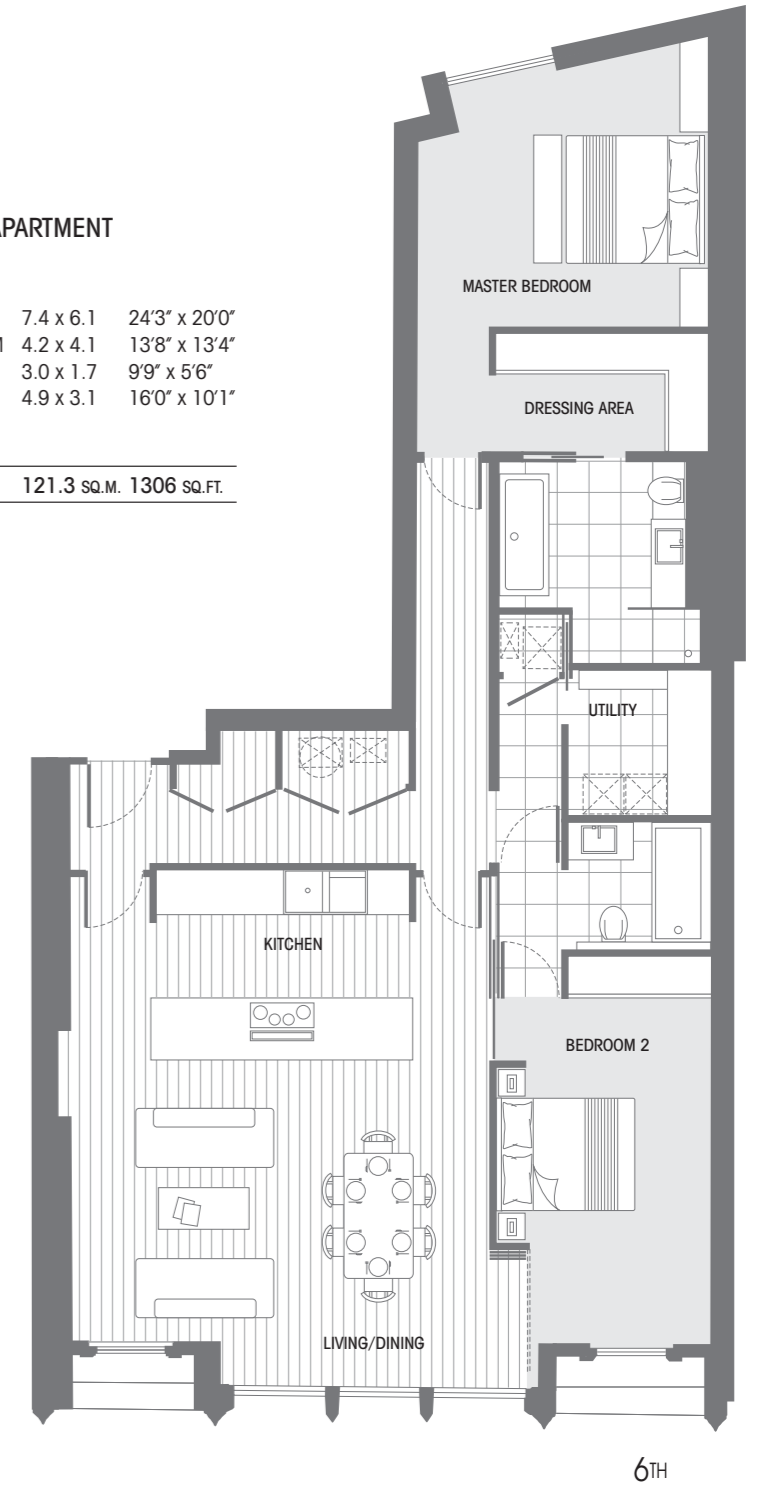 APARTMENT
7.4 x 6.1 24'3" x 20'0"
4.2 x 4.1 13'8" x 13'4"
3.0 x 1.7 9'9" x 5'6"
4.9 x 3.1 16'0" x 10'1"
121.3 SQ.M. 1306 SQ.FT.
MASTER BEDROOM
DRESSING AREA
UTILITY
KITCHEN
BEDROOM 2
LIVING/DINING
6TH